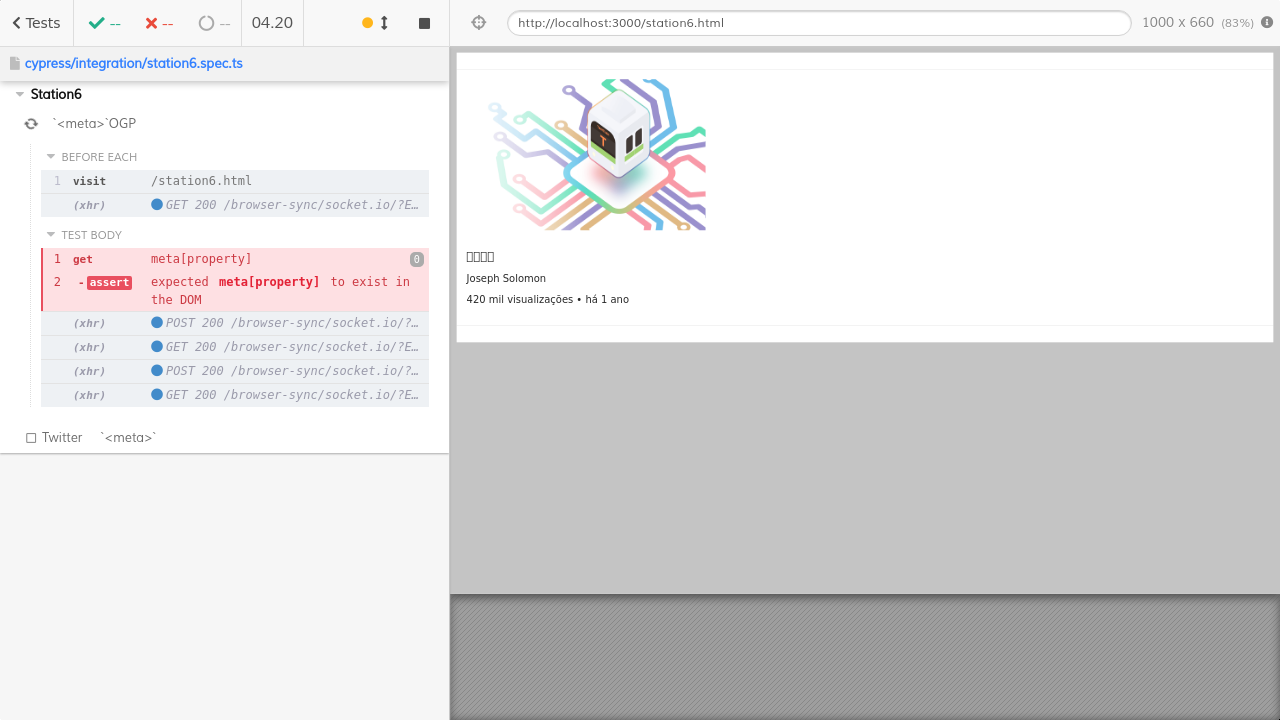 Tests
--
--
--
04.20
http://localhost:3000/station6.html
1000 x 660 (83%)
cypress/integration/station6.spec.ts
Station6
`<meta>`OGP
BEFORE EACH
1 visit /station6.html
(xhr) GET 200 /browser-sync/socket.io/?E…
TEST BODY
1 get meta[property] 0
2 -assert expected meta[property] to exist in
the DOM
(xhr) POST 200 /browser-sync/socket.io/?…
(xhr) GET 200 /browser-sync/socket.io/?E…
(xhr) POST 200 /browser-sync/socket.io/?…
(xhr) GET 200 /browser-sync/socket.io/?E…
Twitter `<meta>`
Joseph Solomon
420 mil visualizações • há 1 ano